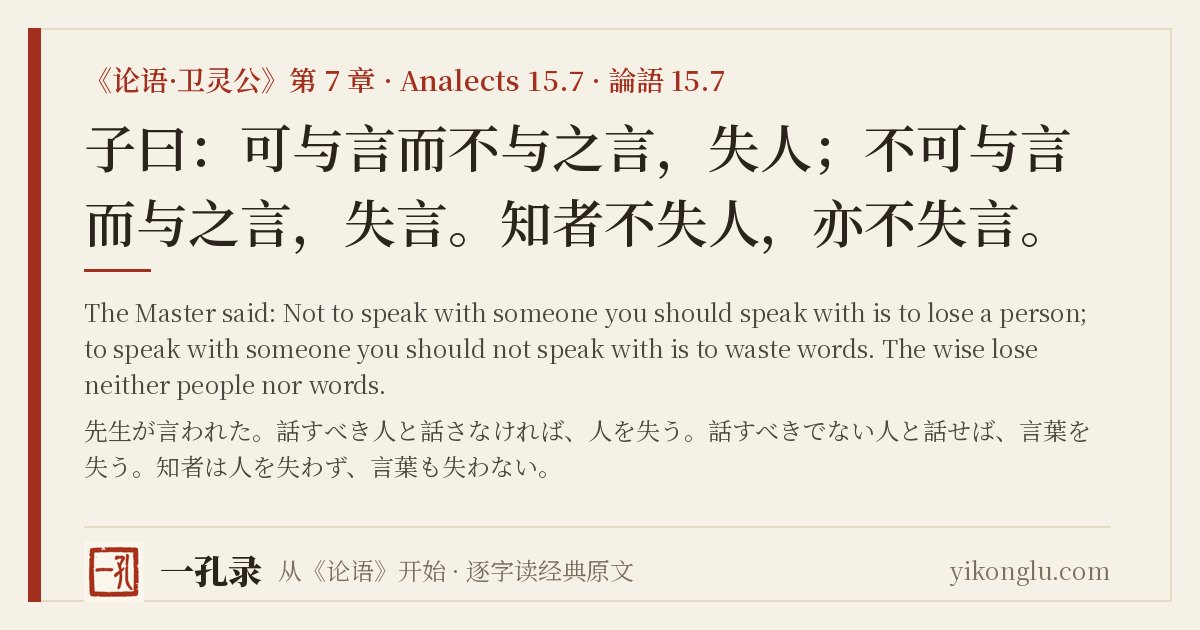 《论语·卫灵公》第 7 章 · Analects 15.7 · 論語 15.7
子曰：可与言而不与之言，失人；不可与言
而与之言，失言。知者不失人，亦不失言。
The Master said: Not to speak with someone you should speak with is to lose a person;
to speak with someone you should not speak with is to waste words. The wise lose
neither people nor words.
先生が言われた。話すべき人と話さなければ、人を失う。話すべきでない人と話せば、言葉を
失う。知者は人を失わず、言葉も失わない。
一孔
一孔录
从《论语》开始 · 逐字读经典原文
yikonglu.com